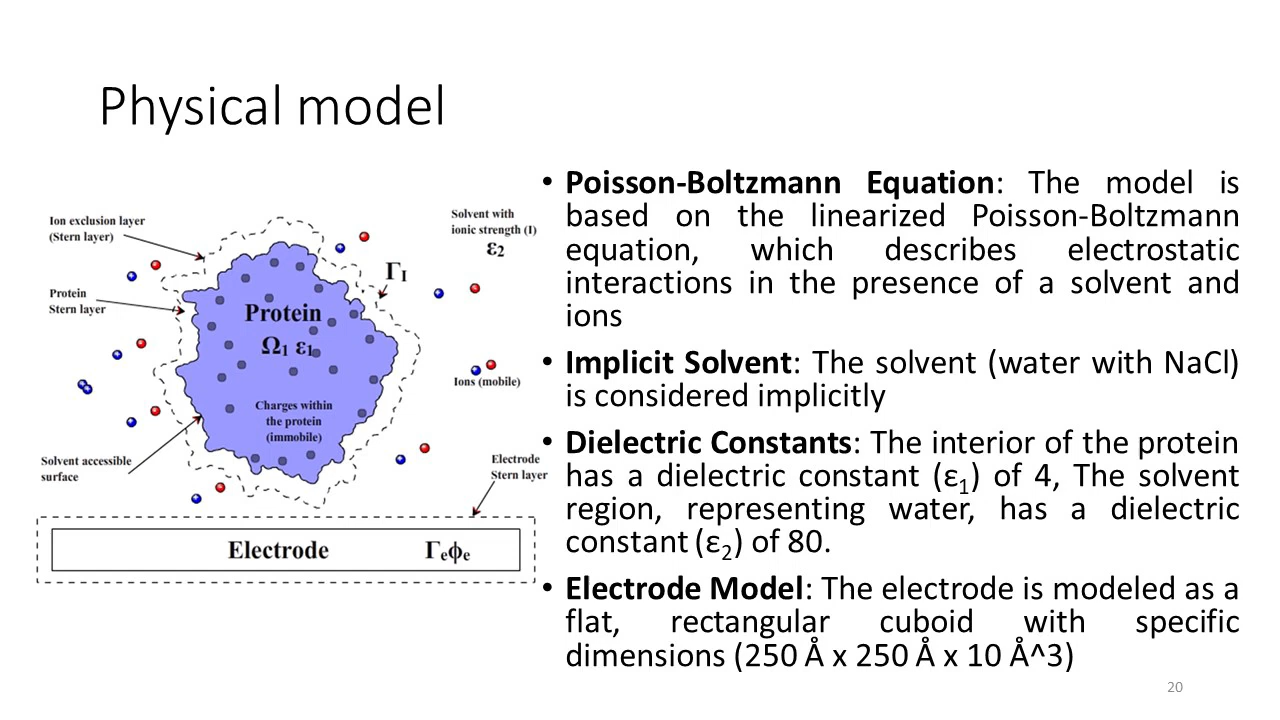 Physical model
Ion exclusion layer
(Stern layer)
Solvent with
ionic strength (I)
ε₂
Γ_I
Protein
Stern layer
Protein
Ω₁ ε₁
Ions (mobile)
Charges within
the protein
(immobile)
Solvent accessible
surface
Electrode
Stern layer
Electrode
Γₑϕₑ
• Poisson-Boltzmann Equation: The model is
based on the linearized Poisson-Boltzmann
equation, which describes electrostatic
interactions in the presence of a solvent and
ions
• Implicit Solvent: The solvent (water with NaCl)
is considered implicitly
• Dielectric Constants: The interior of the protein
has a dielectric constant (ε₁) of 4, The solvent
region, representing water, has a dielectric
constant (ε₂) of 80.
• Electrode Model: The electrode is modeled as a
flat, rectangular cuboid with specific
dimensions (250 Å x 250 Å x 10 Å^3)
20